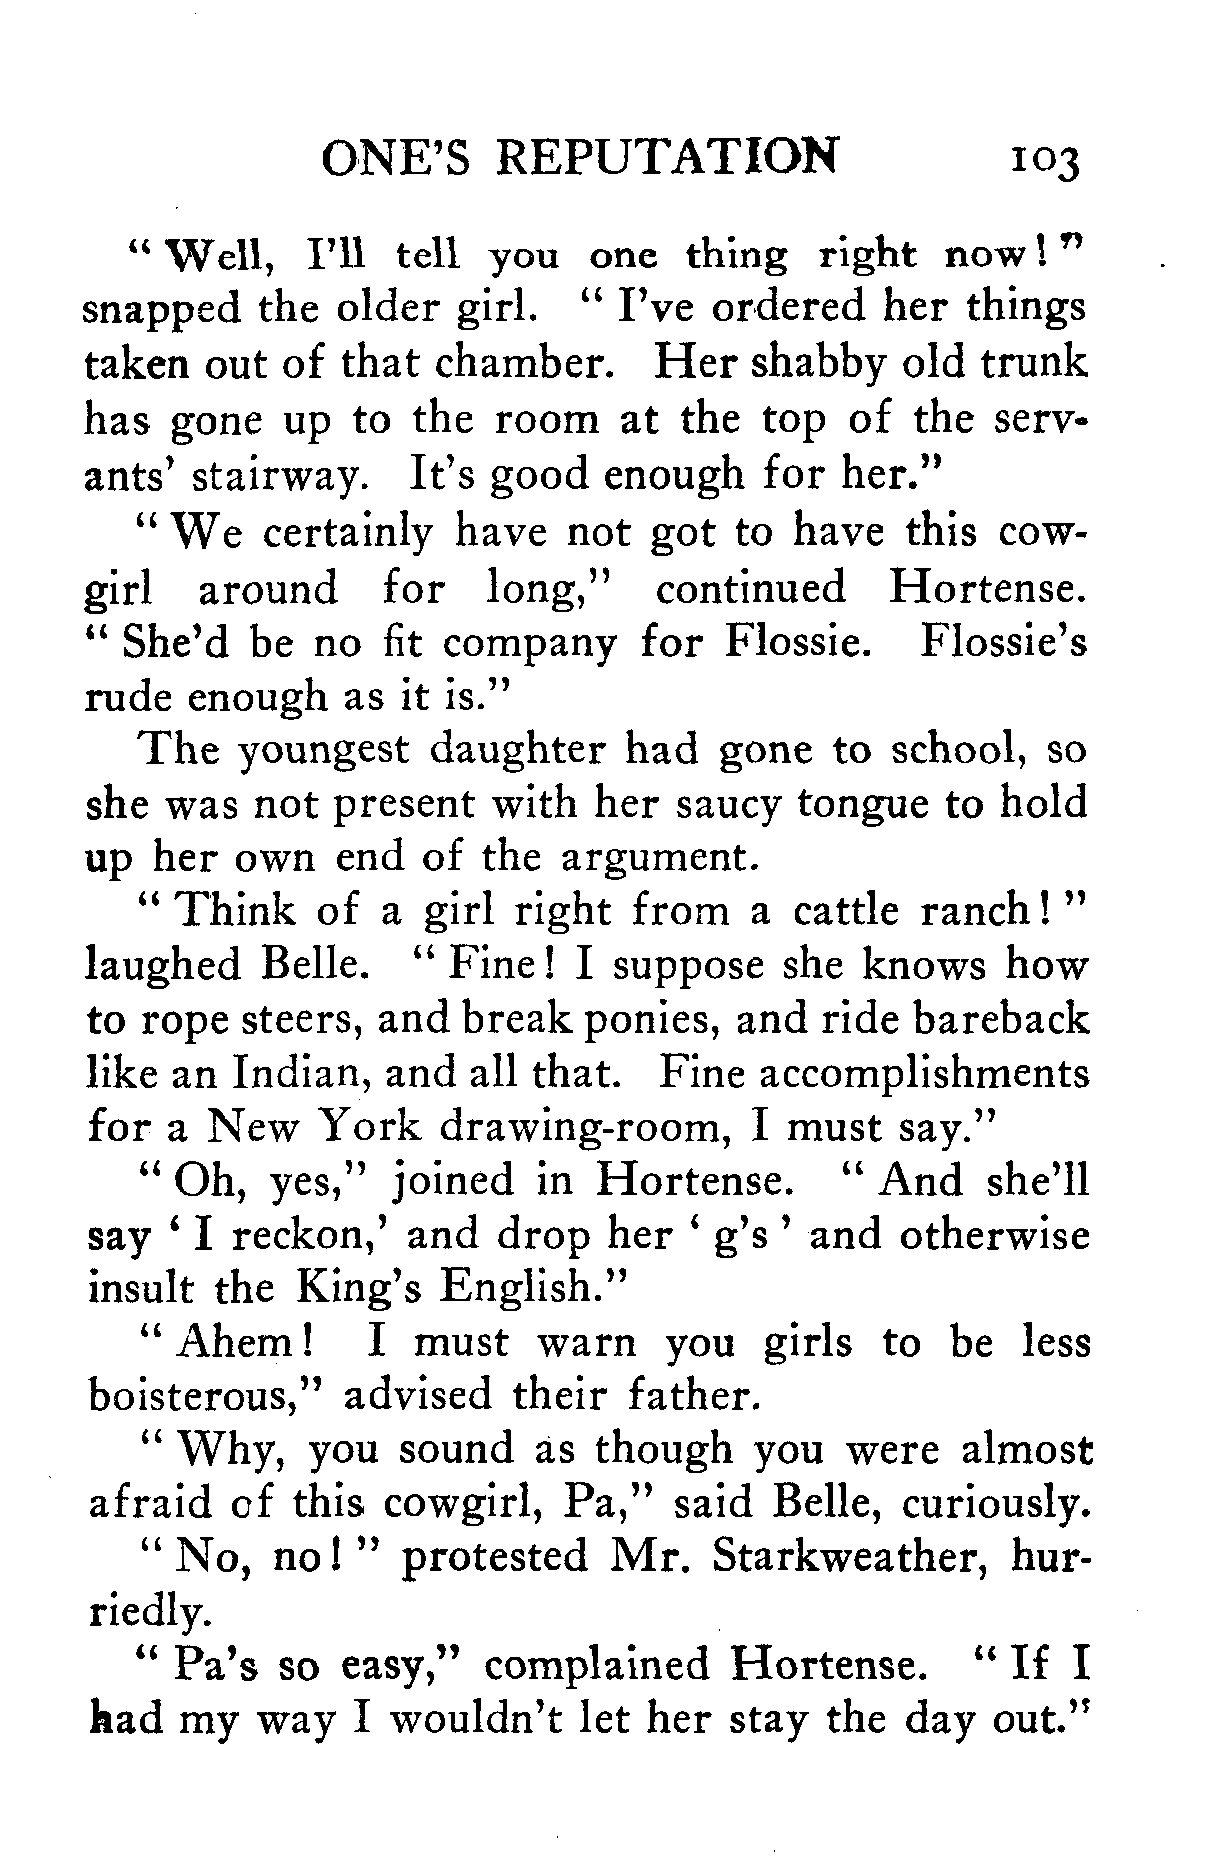 ONE'S REPUTATION 103
" Well, I'll tell you one thing right now ! "
snapped the older girl. " I've ordered her things
taken out of that chamber. Her shabby old trunk
has gone up to the room at the top of the serv-
ants' stairway. It's good enough for her."
" We certainly have not got to have this cow-
girl around for long," continued Hortense.
" She'd be no fit company for Flossie. Flossie's
rude enough as it is."
The youngest daughter had gone to school, so
she was not present with her saucy tongue to hold
up her own end of the argument.
" Think of a girl right from a cattle ranch ! "
laughed Belle. " Fine ! I suppose she knows how
to rope steers, and break ponies, and ride bareback
like an Indian, and all that. Fine accomplishments
for a New York drawing-room, I must say."
" Oh, yes," joined in Hortense. " And she'll
say ' I reckon,' and drop her ' g's ' and otherwise
insult the King's English."
" Ahem ! I must warn you girls to be less
boisterous," advised their father.
" Why, you sound as though you were almost
afraid of this cowgirl, Pa," said Belle, curiously.
" No, no ! " protested Mr. Starkweather, hur-
riedly.
" Pa's so easy," complained Hortense. " If I
had my way I wouldn't let her stay the day out."